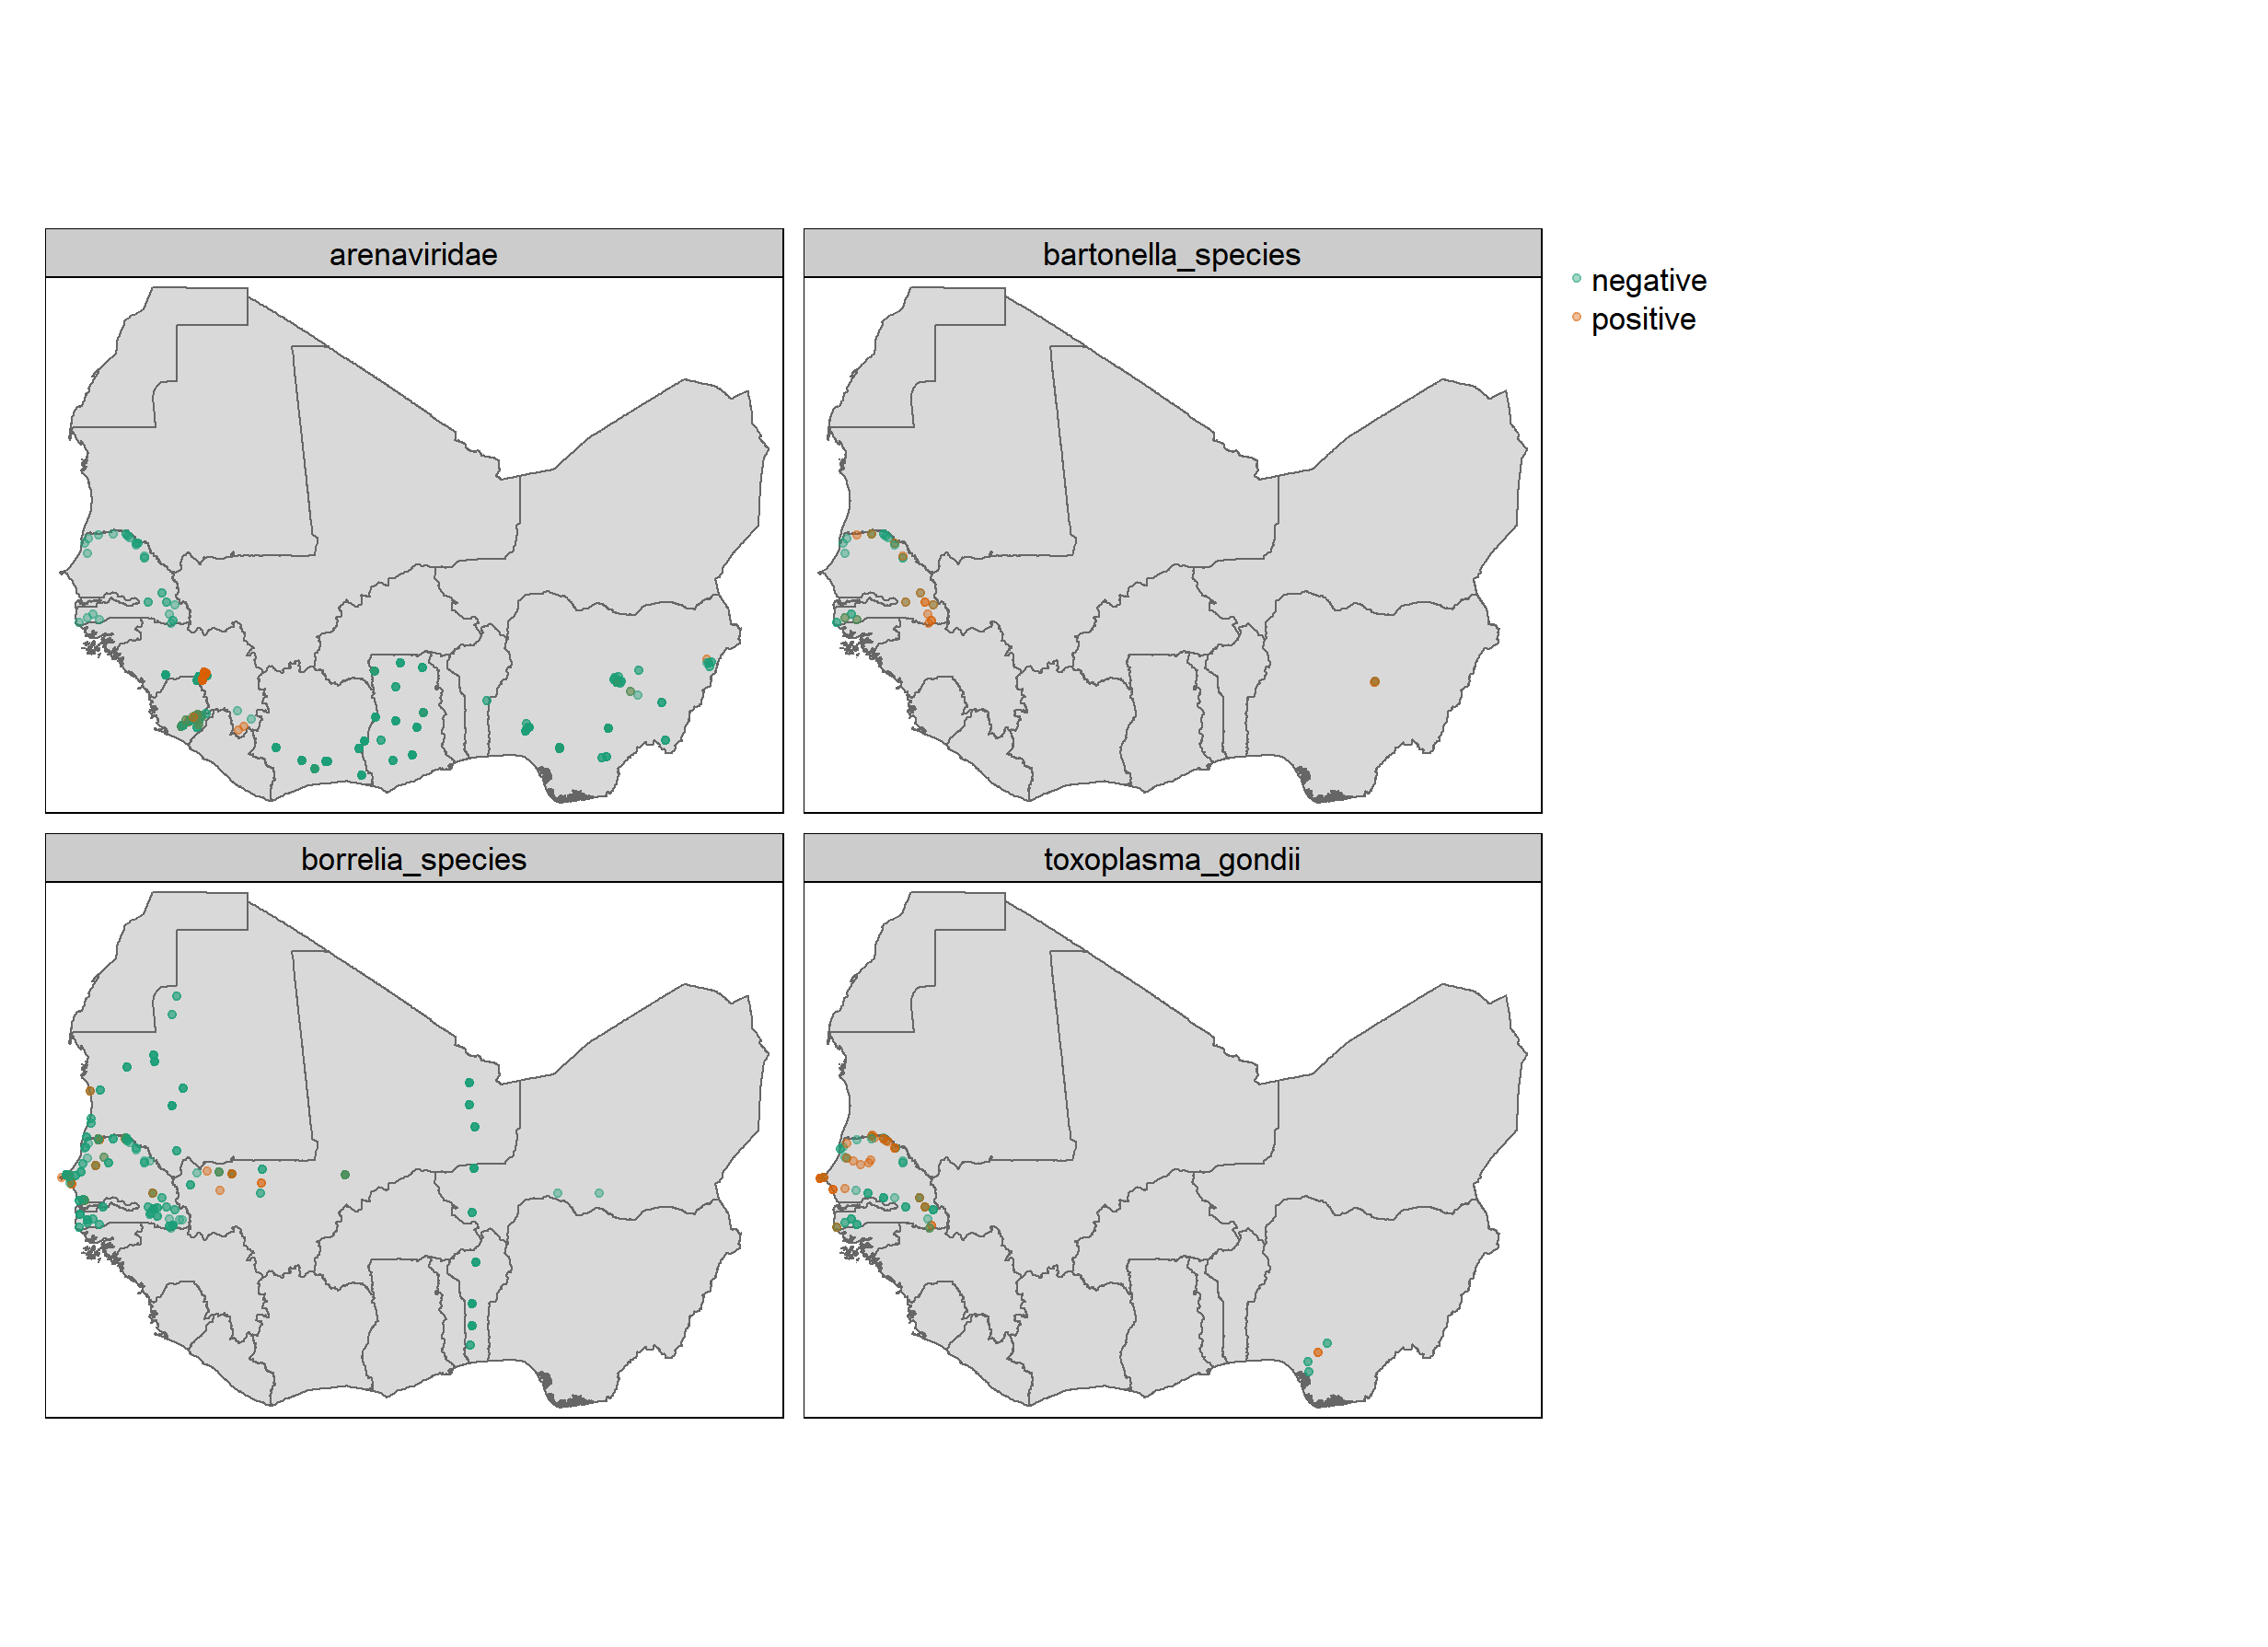 arenaviridae
bartonella_species
negative
positive
borrelia_species
toxoplasma_gondii